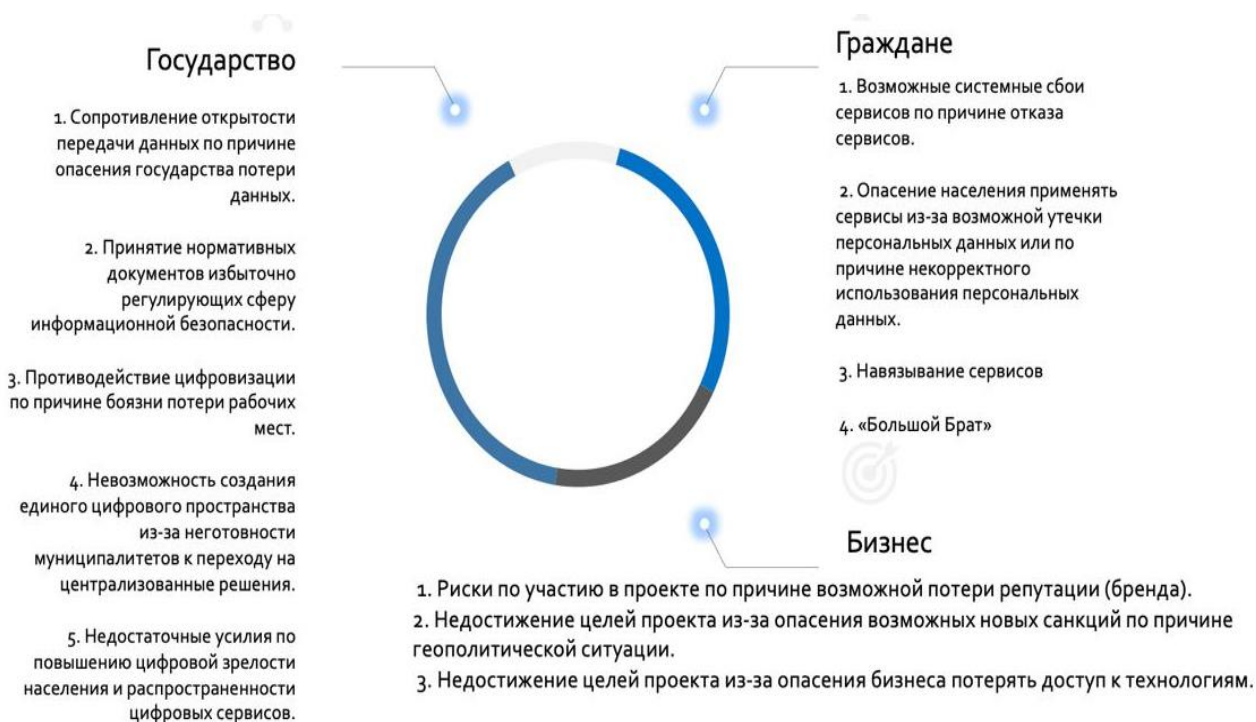 Государство
1. Сопротивление открытости
передачи данных по причине
опасения государства потери
данных.
2. Принятие нормативных
документов избыточно
регулирующих сферу
информационной безопасности.
3. Противодействие цифровизации
по причине боязни потери рабочих
мест.
4. Невозможность создания
единого цифрового пространства
из-за неготовности
муниципалитетов к переходу на
централизованные решения.
5. Недостаточные усилия по
повышению цифровой зрелости
населения и распространенности
цифровых сервисов.
Граждане
1. Возможные системные сбои
сервисов по причине отказа
сервисов.
2. Опасение населения применять
сервисы из-за возможной утечки
персональных данных или по
причине некорректного
использования персональных
данных.
3. Навязывание сервисов
4. «Большой Брат»
Бизнес
1. Риски по участию в проекте по причине возможной потери репутации (бренда).
2. Недостижение целей проекта из-за опасения возможных новых санкций по причине
геополитической ситуации.
3. Недостижение целей проекта из-за опасения бизнеса потерять доступ к технологиям.